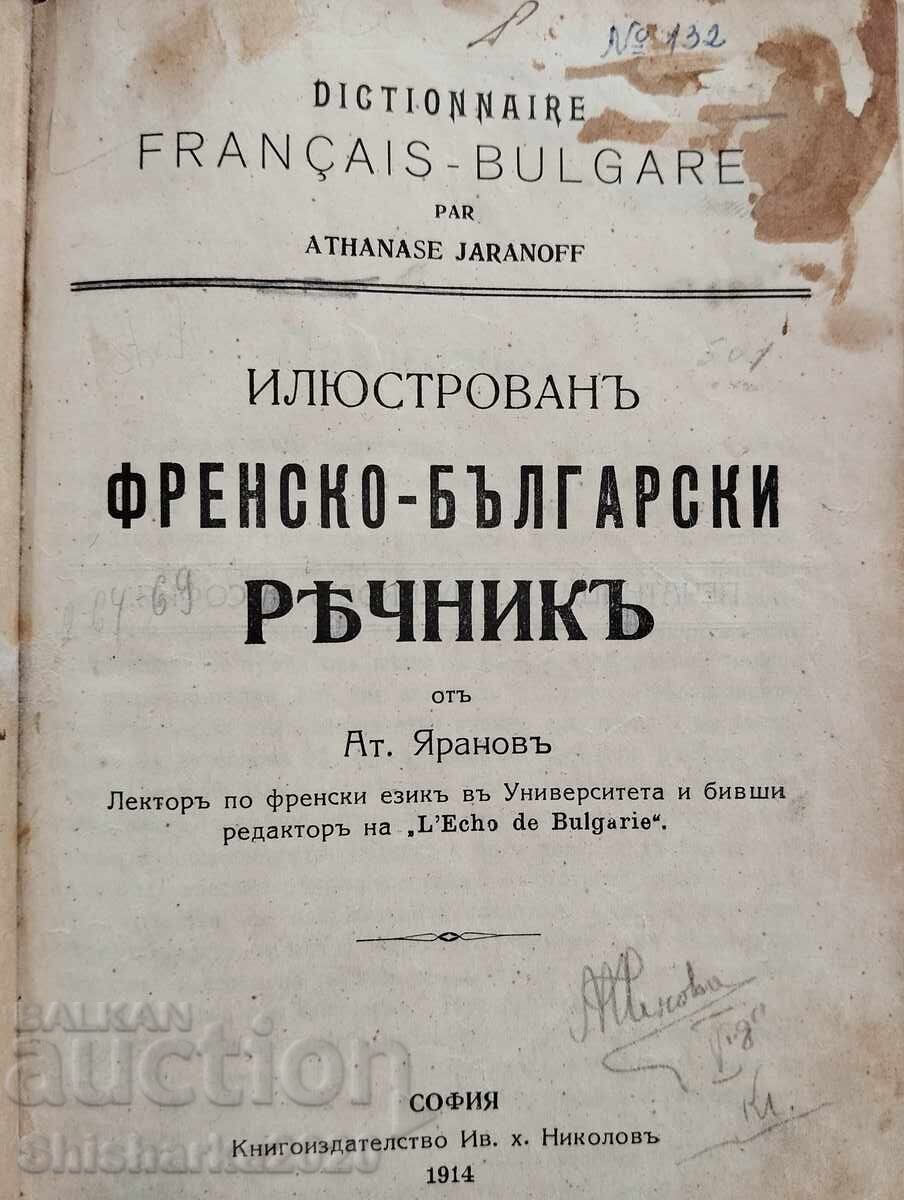 № 132
DICTIONNAIRE
FRANÇAIS-BULGARE
PAR
ATHANASE JARANOFF
ИЛЮСТРОВАНЪ
ФРЕНСКО-БЪЛГАРСКИ
РѢЧНИКЪ
отъ
Ат. Ярановъ
Лекторъ по френски езикъ въ Университета и бивши
редакторъ на „L'Echo de Bulgarie“.
BALKAN
auction
СОФИЯ
Книгоиздателство Ив. х. Николовъ
1914